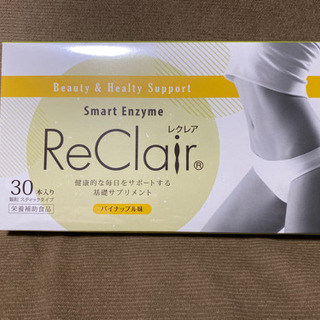 Beauty & Healty Support
Smart Enzyme
レクレア
ReClair®
健康的な毎日をサポートする
基礎サプリメント
30本入り
顆粒 スティックタイプ
栄養補助食品
パイナップル味